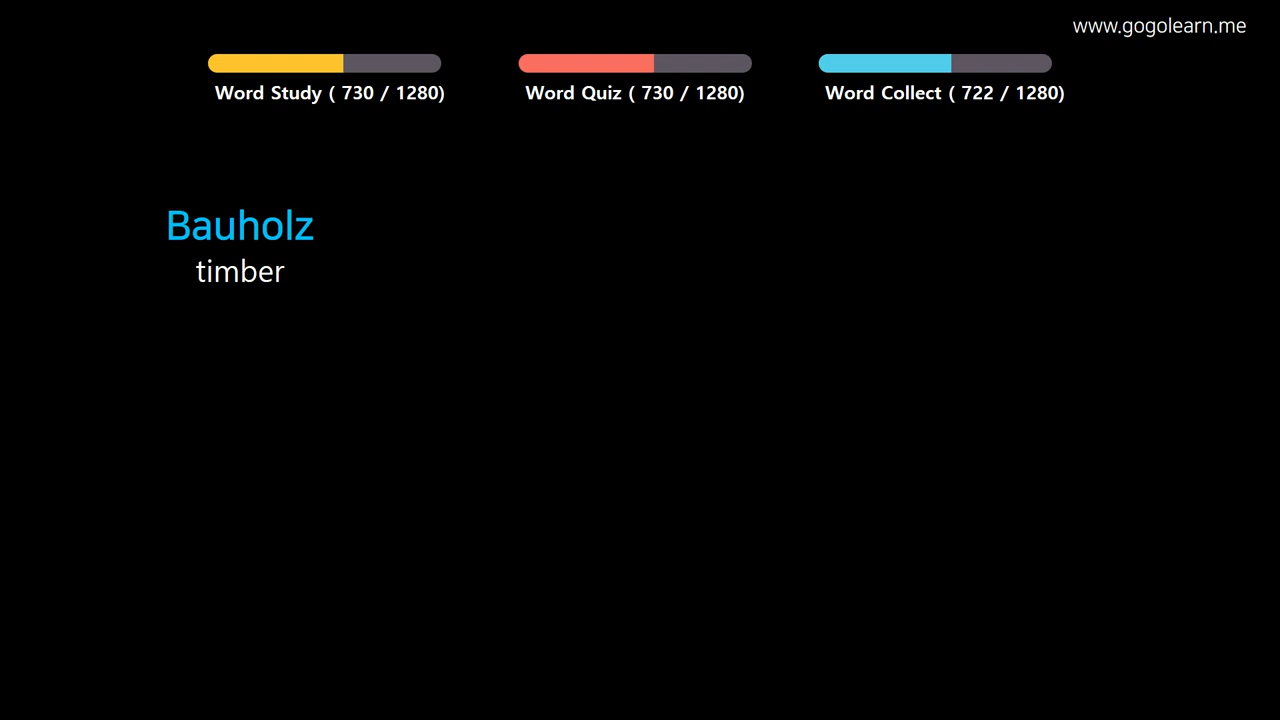 www.gogolearn.me
Word Study ( 730 / 1280)
Word Quiz ( 730 / 1280)
Word Collect ( 722 / 1280)
Bauholz
timber